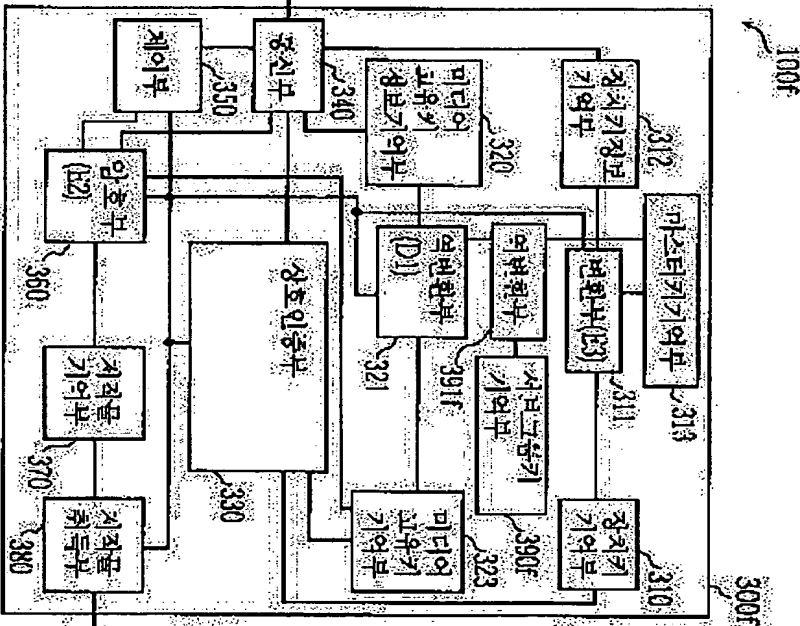 100f
300f
마스터키기억부
313
장치키정보
기억부
312
변환부(E3)
311
장치키
기억부
310
역변환부
391f
서브그룹키
기억부
390f
미디어
고유키
정보기억부
320
역변환부
(D1)
321
미디어
고유키
기억부
323
340
상호인증부
330
제어부
350
암호부
(E2)
360
저작물
기억부
370
저작물
취득부
380